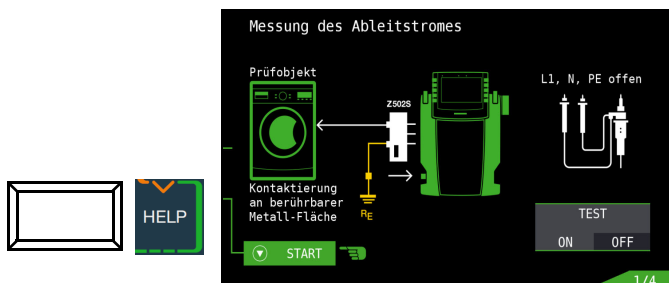 Messung des Ableitstromes
Prüfobjekt
L1, N, PE offen
Z502S
Kontaktierung
an berührbarer
Metall-Fläche
RE
HELP
TEST
ON OFF
START
1/4